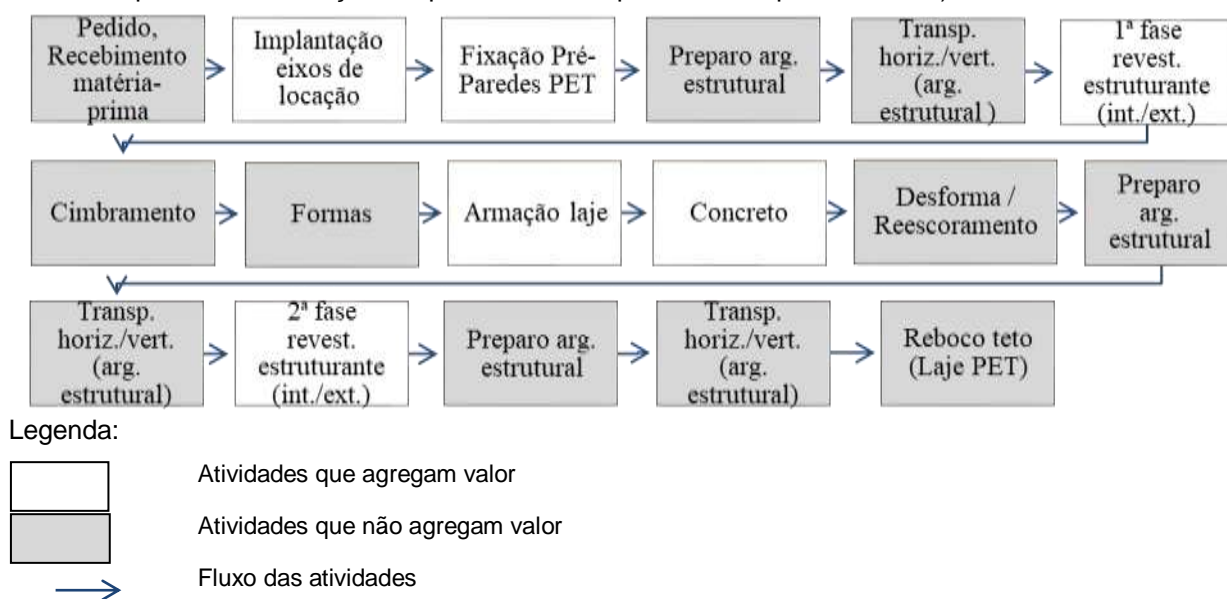 Pedido,
Recebimento
matéria-
prima
Implantação
eixos de
locação
Fixação Pré-
Paredes PET
Preparo arg.
estrutural
Transp.
horiz./vert.
(arg.
estrutural )
1ª fase
revest.
estruturante
(int./ext.)
Cimbramento
Formas
Armação laje
Concreto
Desforma /
Reescoramento
Preparo
arg.
estrutural
Transp.
horiz./vert.
(arg.
estrutural)
2ª fase
revest.
estruturante
(int./ext.)
Preparo arg.
estrutural
Transp.
horiz./vert.
(arg.
estrutural)
Reboco teto
(Laje PET)
Legenda:
Atividades que agregam valor
Atividades que não agregam valor
Fluxo das atividades